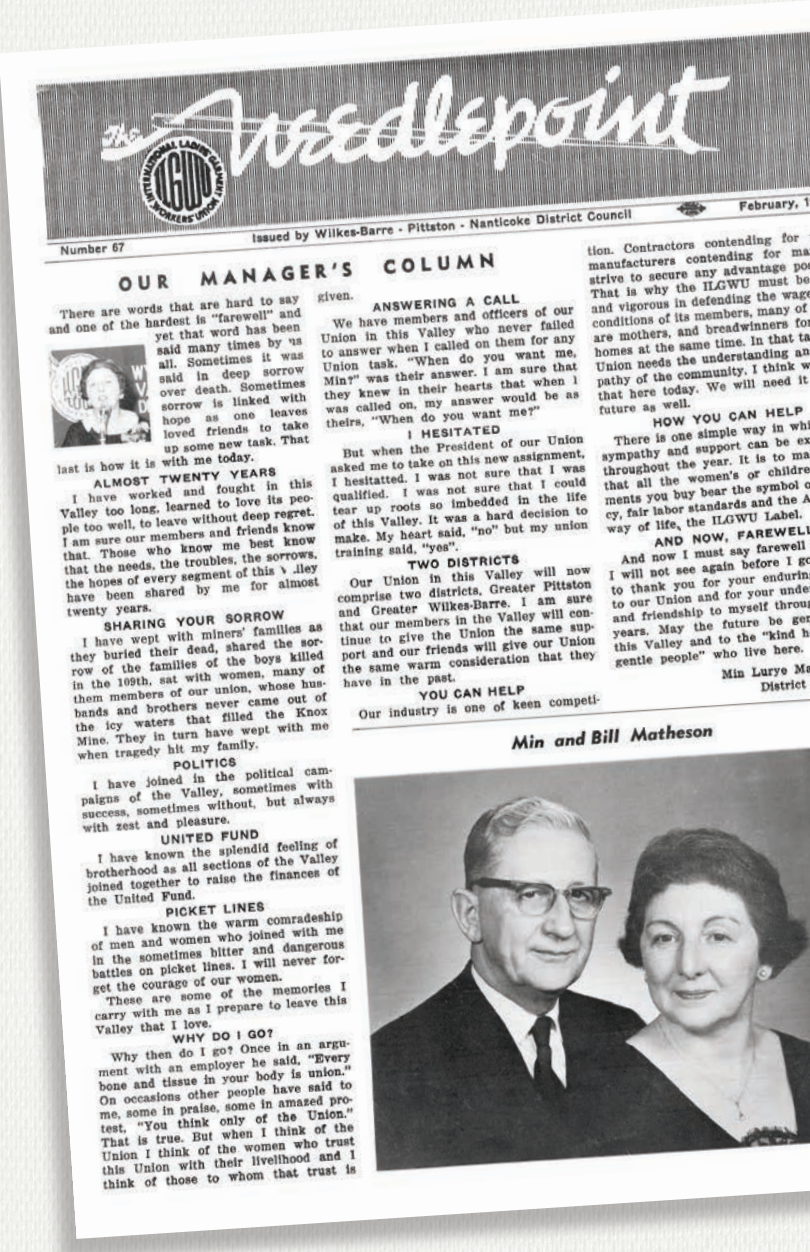 The Needlepoint
INTERNATIONAL LADIES' GARMENT
WORKERS' UNION
ILGWU
Number 67
Issued by Wilkes-Barre - Pittston - Nanticoke District Council
February, 1
OUR MANAGER'S COLUMN
There are words that are hard to say
and one of the hardest is "farewell" and
yet that word has been
said many times by us
all. Sometimes it was
said in deep sorrow
over death. Sometimes
sorrow is linked with
hope as one leaves
loved friends to take
up some new task. That
last is how it is with me today.
ALMOST TWENTY YEARS
I have worked and fought in this
Valley too long, learned to love its peo-
ple too well, to leave without deep regret.
I am sure our members and friends know
that. Those who know me best know
that the needs, the troubles, the sorrows,
the hopes of every segment of this V lley
have been shared by me for almost
twenty years.
SHARING YOUR SORROW
I have wept with miners' families as
they buried their dead, shared the sor-
row of the families of the boys killed
in the 109th, sat with women, many of
them members of our union, whose hus-
bands and brothers never came out of
the icy waters that filled the Knox
Mine. They in turn have wept with me
when tragedy hit my family.
POLITICS
I have joined in the political cam-
paigns of the Valley, sometimes with
success, sometimes without, but always
with zest and pleasure.
UNITED FUND
I have known the splendid feeling of
brotherhood as all sections of the Valley
joined together to raise the finances of
the United Fund.
PICKET LINES
I have known the warm comradeship
of men and women who joined with me
in the sometimes bitter and dangerous
battles on picket lines. I will never for-
get the courage of our women.
These are some of the memories I
carry with me as I prepare to leave this
Valley that I love.
WHY DO I GO?
Why then do I go? Once in an argu-
ment with an employer he said, "Every
bone and tissue in your body is union."
On occasions other people have said to
me, some in praise, some in amazed pro-
test, "You think only of the Union."
That is true. But when I think of the
Union I think of the women who trust
this Union with their livelihood and I
think of those to whom that trust is
given.
ANSWERING A CALL
We have members and officers of our
Union in this Valley who never failed
to answer when I called on them for any
Union task. "When do you want me,
Min?" was their answer. I am sure that
they knew in their hearts that when I
was called on, my answer would be as
theirs, "When do you want me?"
I HESITATED
But when the President of our Union
asked me to take on this new assignment,
I hesitatted. I was not sure that I was
qualified. I was not sure that I could
tear up roots so imbedded in the life
of this Valley. It was a hard decision to
make. My heart said, "no" but my union
training said, "yes".
TWO DISTRICTS
Our Union in this Valley will now
comprise two districts, Greater Pittston
and Greater Wilkes-Barre. I am sure
that our members in the Valley will con-
tinue to give the Union the same sup-
port and our friends will give our Union
the same warm consideration that they
have in the past.
YOU CAN HELP
Our industry is one of keen competi-
tion. Contractors contending for
manufacturers contending for ma
strive to secure any advantage po
That is why the ILGWU must be
and vigorous in defending the wage
conditions of its members, many of
are mothers, and breadwinners for
homes at the same time. In that ta
Union needs the understanding an
pathy of the community. I think w
that here today. We will need it
future as well.
HOW YOU CAN HELP
There is one simple way in whi
sympathy and support can be ex
throughout the year. It is to ma
that all the women's or childre
ments you buy bear the symbol o
cy, fair labor standards and the A
way of life, the ILGWU Label.
AND NOW, FAREWELL
And now I must say farewell
I will not see again before I go
to thank you for your endurin
to our Union and for your unde
and friendship to myself throu
years. May the future be gen
this Valley and to the "kind h
gentle people" who live here.
Min Lurye Ma
District
Min and Bill Matheson